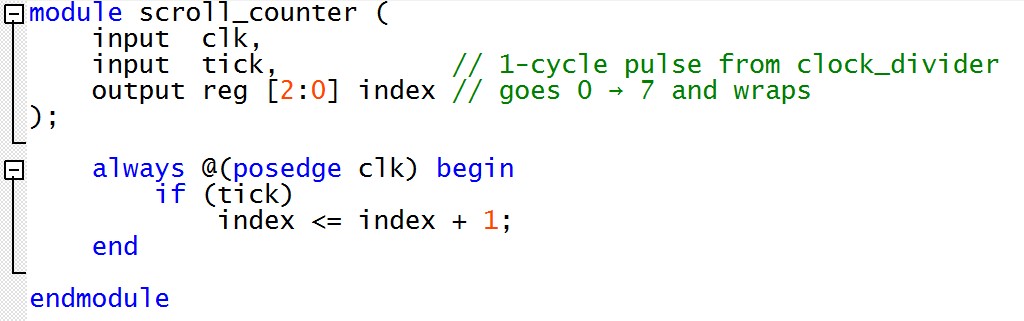 module scroll_counter (
    input  clk,
    input  tick,           // 1-cycle pulse from clock_divider
    output reg [2:0] index // goes 0 → 7 and wraps
);
    always @(posedge clk) begin
        if (tick)
            index <= index + 1;
    end
endmodule